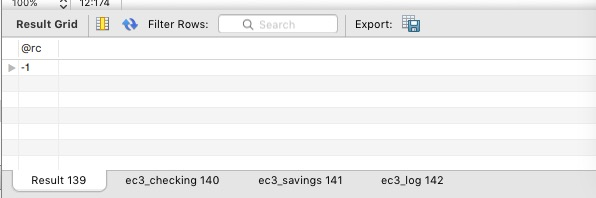 100% 12:174
Result Grid Filter Rows: Search Export:
@rc
-1
Result 139 ec3_checking 140 ec3_savings 141 ec3_log 142